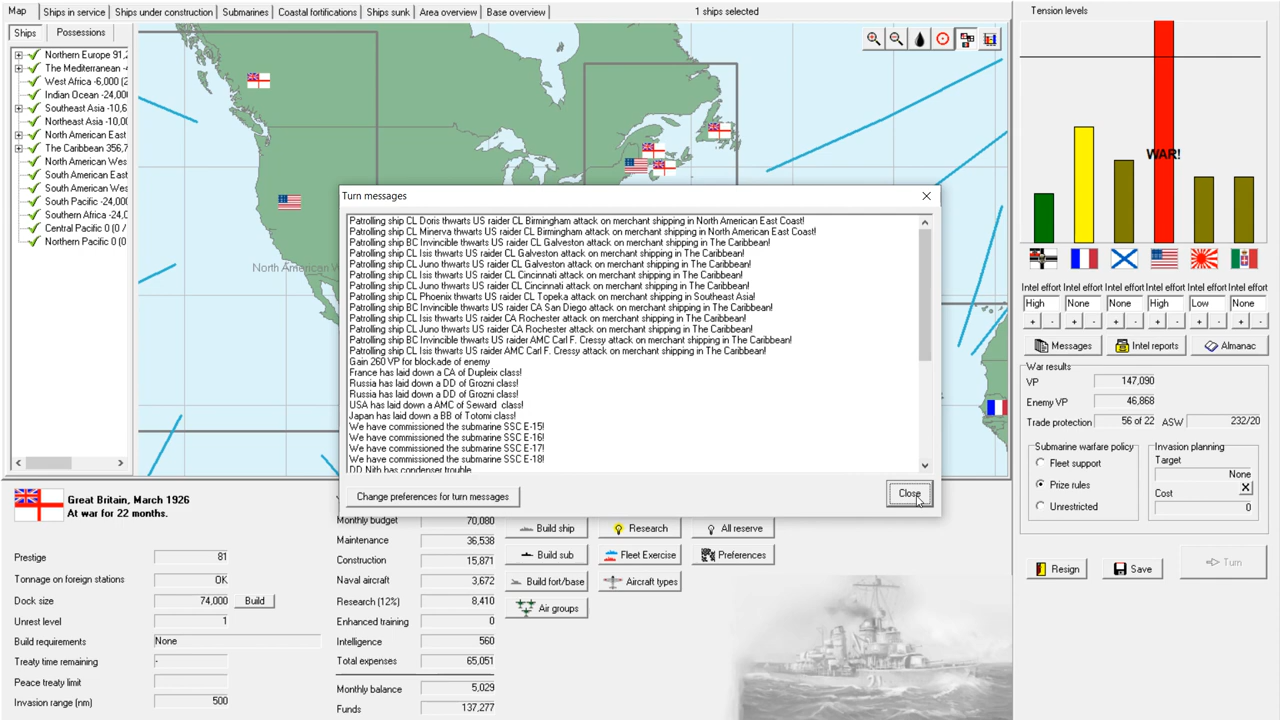 Map
Ships in service
Ships under construction
Submarines
Coastal fortifications
Ships sunk
Area overview
Base overview
1 ships selected
Ships
Possessions
Northern Europe 91,2
The Mediterranean -
West Africa -6,000 (2
Indian Ocean -24,00
Southeast Asia -10,6
Northeast Asia -10,0
North American East
The Caribbean 356,7
North American Wes
South American East
South American Wes
South Pacific -24,00
Southern Africa -24,0
Central Pacific 0 (0
Northern Pacific 0 (0
North American W
Turn messages
Patrolling ship CL Doris thwarts US raider CL Birmingham attack on merchant shipping in North American East Coast!
Patrolling ship CL Minerva thwarts US raider CL Birmingham attack on merchant shipping in North American East Coast!
Patrolling ship BC Invincible thwarts US raider CL Galveston attack on merchant shipping in The Caribbean!
Patrolling ship CL Isis thwarts US raider CL Galveston attack on merchant shipping in The Caribbean!
Patrolling ship CL Juno thwarts US raider CL Galveston attack on merchant shipping in The Caribbean!
Patrolling ship CL Isis thwarts US raider CL Cincinnati attack on merchant shipping in The Caribbean!
Patrolling ship CL Juno thwarts US raider CL Cincinnati attack on merchant shipping in The Caribbean!
Patrolling ship CL Phoenix thwarts US raider CL Topeka attack on merchant shipping in Southeast Asia!
Patrolling ship BC Invincible thwarts US raider CA San Diego attack on merchant shipping in The Caribbean!
Patrolling ship CL Isis thwarts US raider CA Rochester attack on merchant shipping in The Caribbean!
Patrolling ship CL Juno thwarts US raider CA Rochester attack on merchant shipping in The Caribbean!
Patrolling ship BC Invincible thwarts US raider AMC Carl F. Cressy attack on merchant shipping in The Caribbean!
Patrolling ship CL Isis thwarts US raider AMC Carl F. Cressy attack on merchant shipping in The Caribbean!
Gain 260 VP for blockade of enemy
France has laid down a CA of Dupleix class!
Russia has laid down a DD of Grozni class!
Russia has laid down a DD of Grozni class!
USA has laid down a AMC of Seward class!
Japan has laid down a BB of Totomi class!
We have commissioned the submarine SSC E-15!
We have commissioned the submarine SSC E-16!
We have commissioned the submarine SSC E-17!
We have commissioned the submarine SSC E-18!
DD Nith has condenser trouble
Change preferences for turn messages
Close
Tension levels
WAR!
Intel effort Intel effort Intel effort Intel effort Intel effort Intel effort
High None None High Low None
+ - + - + - + - + - + -
Messages
Intel reports
Almanac
War results
VP 147,090
Enemy VP 46,868
Trade protection 56 of 22 ASW 232/20
Submarine warfare policy
Fleet support
Prize rules
Unrestricted
Invasion planning
Target
None
Cost X
0
Resign
Save
Turn
Great Britain, March 1926
At war for 22 months.
Prestige 81
Tonnage on foreign stations OK
Dock size 74,000 Build
Unrest level 1
Build requirements None
Treaty time remaining -
Peace treaty limit
Invasion range (nm) 500
Monthly budget 70,080
Maintenance 36,538
Construction 15,871
Naval aircraft 3,672
Research (12%) 8,410
Enhanced training 0
Intelligence 560
Total expenses 65,051
Monthly balance 5,029
Funds 137,277
Build ship
Research
All reserve
Build sub
Fleet Exercise
Preferences
Build fort/base
Aircraft types
Air groups